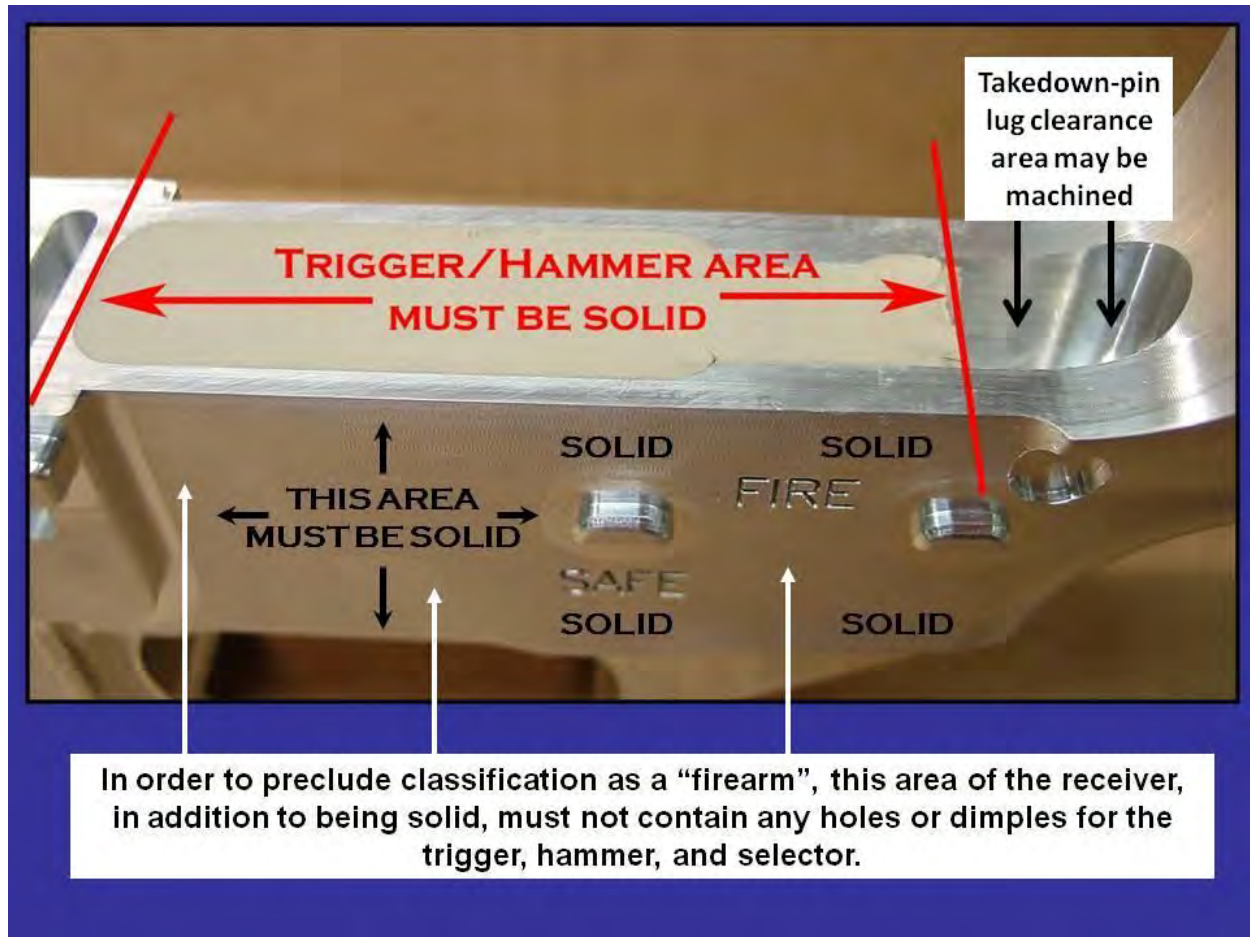 Takedown-pin
lug clearance
area may be
machined
TRIGGER/HAMMER AREA
MUST BE SOLID
SOLID
SOLID
THIS AREA
MUST BE SOLID
FIRE
SAFE
SOLID
SOLID
In order to preclude classification as a “firearm”, this area of the receiver,
in addition to being solid, must not contain any holes or dimples for the
trigger, hammer, and selector.